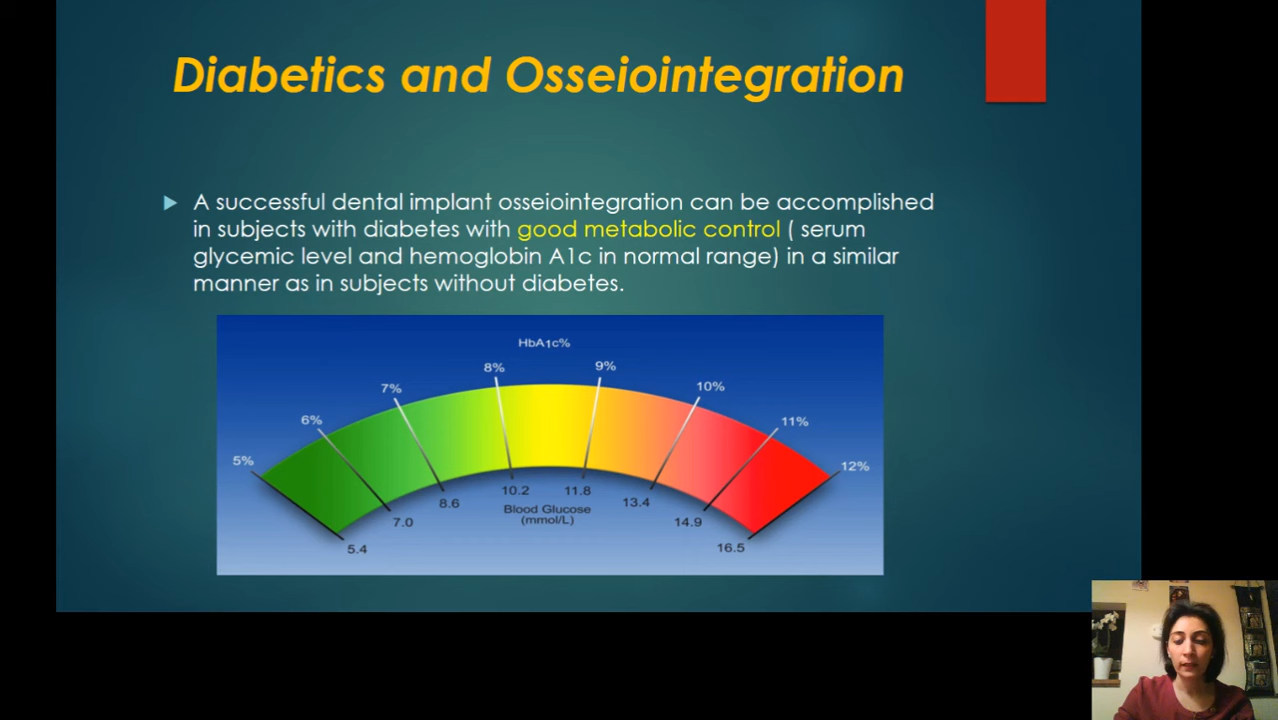 Diabetics and Osseiointegration
A successful dental implant osseiointegration can be accomplished
in subjects with diabetes with good metabolic control ( serum
glycemic level and hemoglobin A1c in normal range) in a similar
manner as in subjects without diabetes.
HbA1c%
5%
6%
7%
8%
9%
10%
11%
12%
5.4
7.0
8.6
10.2
11.8
13.4
14.9
16.5
Blood Glucose
(mmol/L)